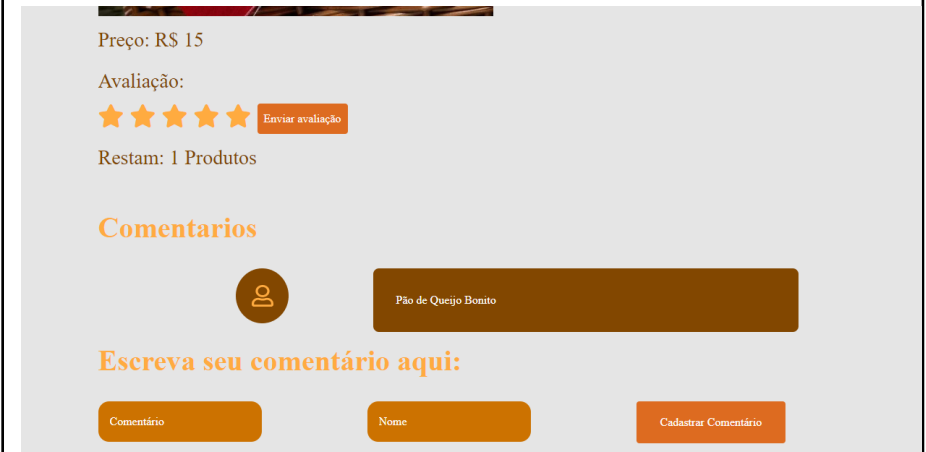 Preço: R$ 15
Avaliação:
Enviar avaliação
Restam: 1 Produtos
Comentarios
Pão de Queijo Bonito
Escreva seu comentário aqui:
Comentário Nome Cadastrar Comentário